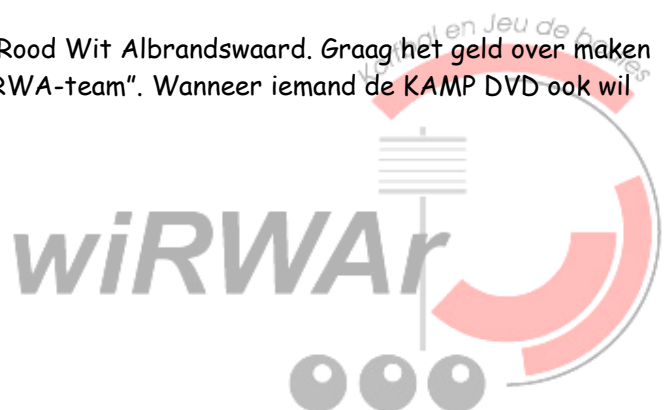 Korfbal en Jeu de boules
Rood Wit Albrandswaard. Graag het geld over maken
RWA-team”. Wanneer iemand de KAMP DVD ook wil
wiRWAr